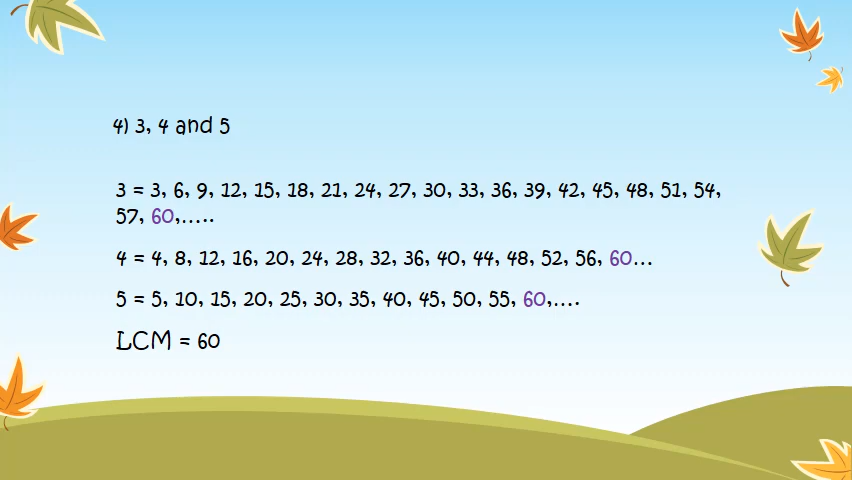 4) 3, 4 and 5
3 = 3, 6, 9, 12, 15, 18, 21, 24, 27, 30, 33, 36, 39, 42, 45, 48, 51, 54,
57, 60,.....
4 = 4, 8, 12, 16, 20, 24, 28, 32, 36, 40, 44, 48, 52, 56, 60...
5 = 5, 10, 15, 20, 25, 30, 35, 40, 45, 50, 55, 60,....
LCM = 60